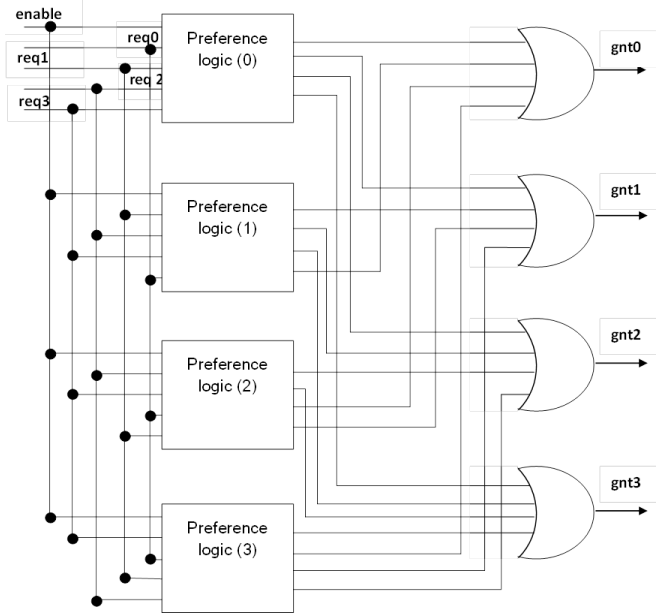 enable
req0
req1
req 2
req3
Preference
logic (0)
gnt0
Preference
logic (1)
gnt1
Preference
logic (2)
gnt2
Preference
logic (3)
gnt3